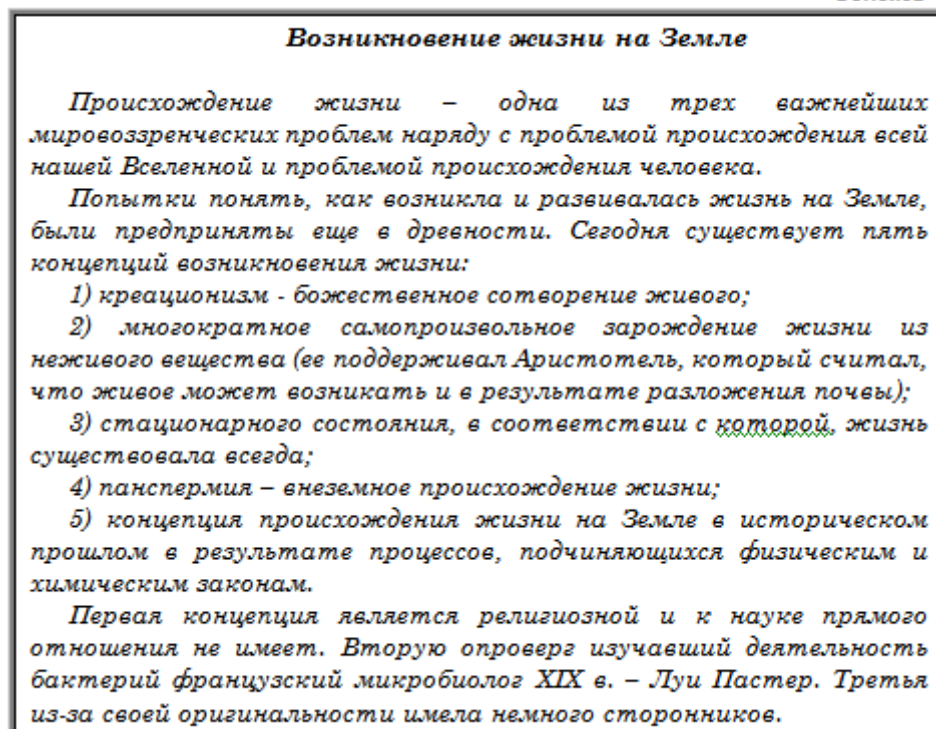 Возникновение жизни на Земле
Происхождение жизни – одна из трех важнейших
мировоззренческих проблем наряду с проблемой происхождения всей
нашей Вселенной и проблемой происхождения человека.
Попытки понять, как возникла и развивалась жизнь на Земле,
были предприняты еще в древности. Сегодня существует пять
концепций возникновения жизни:
1) креационизм - божественное сотворение живого;
2) многократное самопроизвольное зарождение жизни из
неживого вещества (ее поддерживал Аристотель, который считал,
что живое может возникать и в результате разложения почвы);
3) стационарного состояния, в соответствии с которой, жизнь
существовала всегда;
4) панспермия – внеземное происхождение жизни;
5) концепция происхождения жизни на Земле в историческом
прошлом в результате процессов, подчиняющихся физическим и
химическим законам.
Первая концепция является религиозной и к науке прямого
отношения не имеет. Вторую опроверг изучавший деятельность
бактерий французский микробиолог XIX в. – Луи Пастер. Третья
из-за своей оригинальности имела немного сторонников.